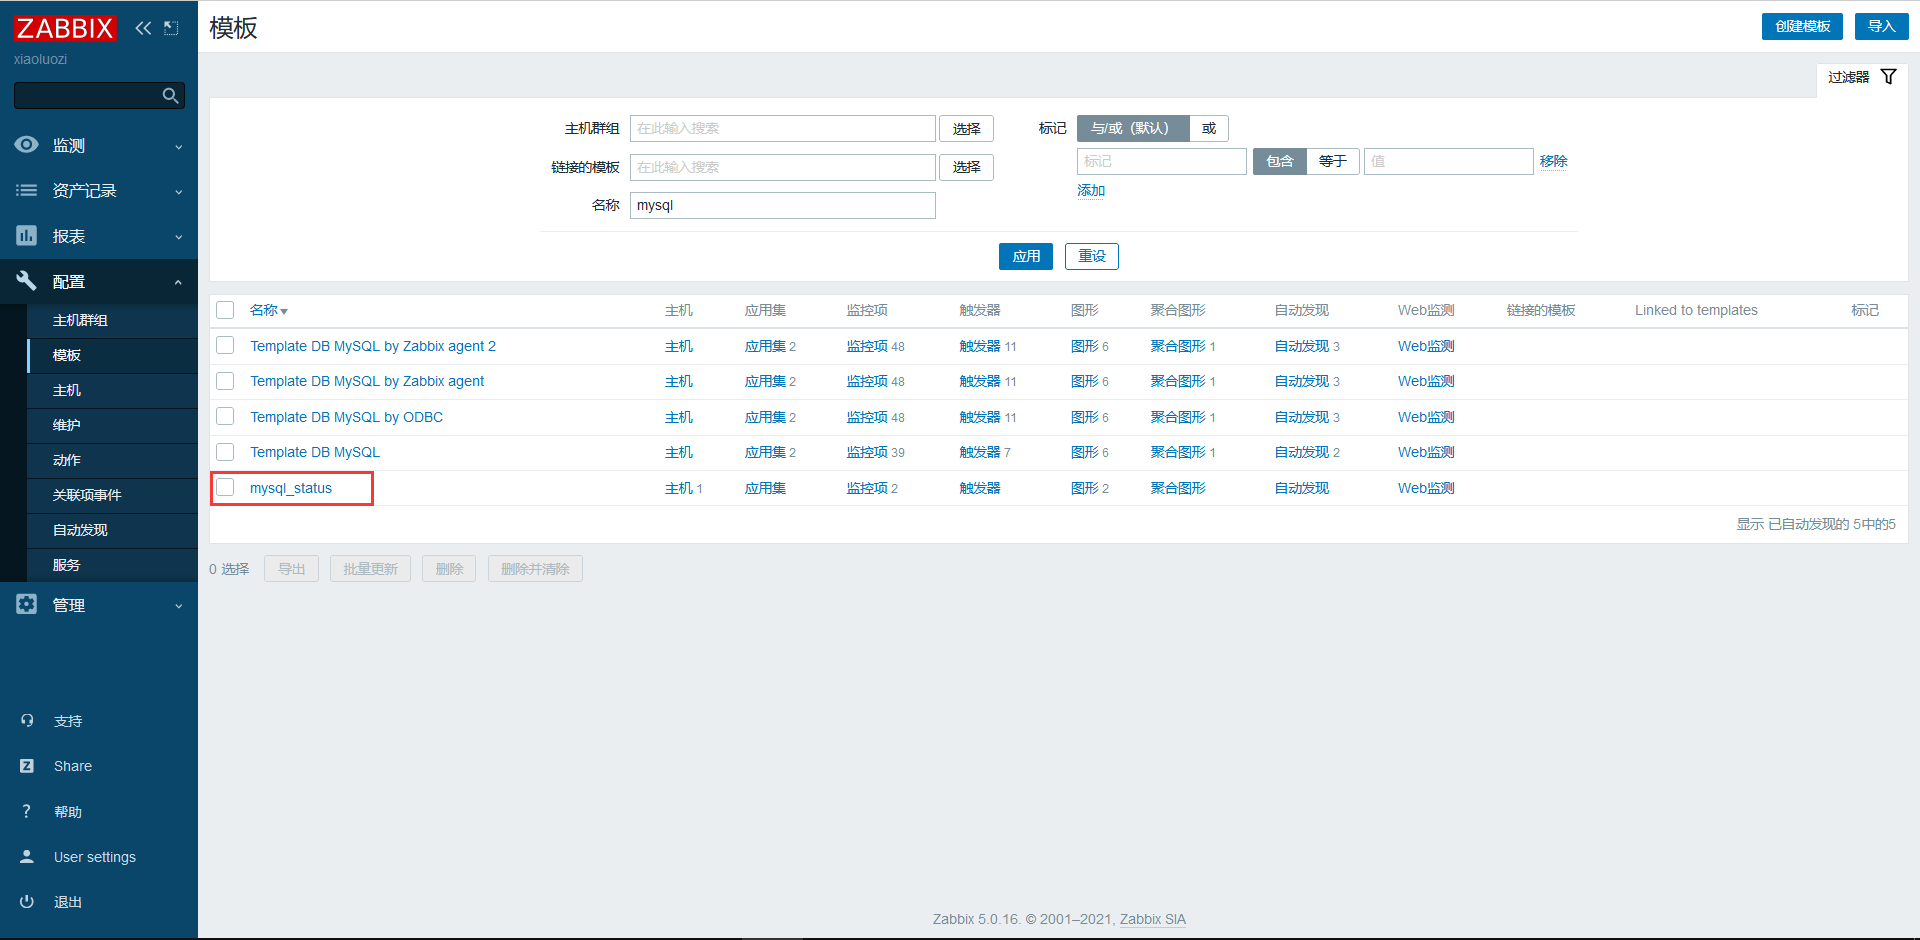 ZABBIX
xiaoluozi
监测
资产记录
报表
配置
主机群组
模板
主机
维护
动作
关联项事件
自动发现
服务
管理
支持
Share
帮助
User settings
退出
模板
创建模板 导入
过滤器
主机群组 在此输入搜索 选择 标记 与/或（默认） 或
标记 包含 等于 值 移除
链接的模板 在此输入搜索 选择
添加
名称 mysql
应用 重设
名称 主机 应用集 监控项 触发器 图形 聚合图形 自动发现 Web监测 链接的模板 Linked to templates 标记
Template DB MySQL by Zabbix agent 2 主机 应用集 2 监控项 48 触发器 11 图形 6 聚合图形 1 自动发现 3 Web监测
Template DB MySQL by Zabbix agent 主机 应用集 2 监控项 48 触发器 11 图形 6 聚合图形 1 自动发现 3 Web监测
Template DB MySQL by ODBC 主机 应用集 2 监控项 48 触发器 11 图形 6 聚合图形 1 自动发现 3 Web监测
Template DB MySQL 主机 应用集 2 监控项 39 触发器 7 图形 6 聚合图形 1 自动发现 2 Web监测
mysql_status 主机 1 应用集 监控项 2 触发器 图形 2 聚合图形 自动发现 Web监测
显示 已自动发现的 5中的5
0 选择 导出 批量更新 删除 删除并清除
Zabbix 5.0.16. © 2001–2021, Zabbix SIA